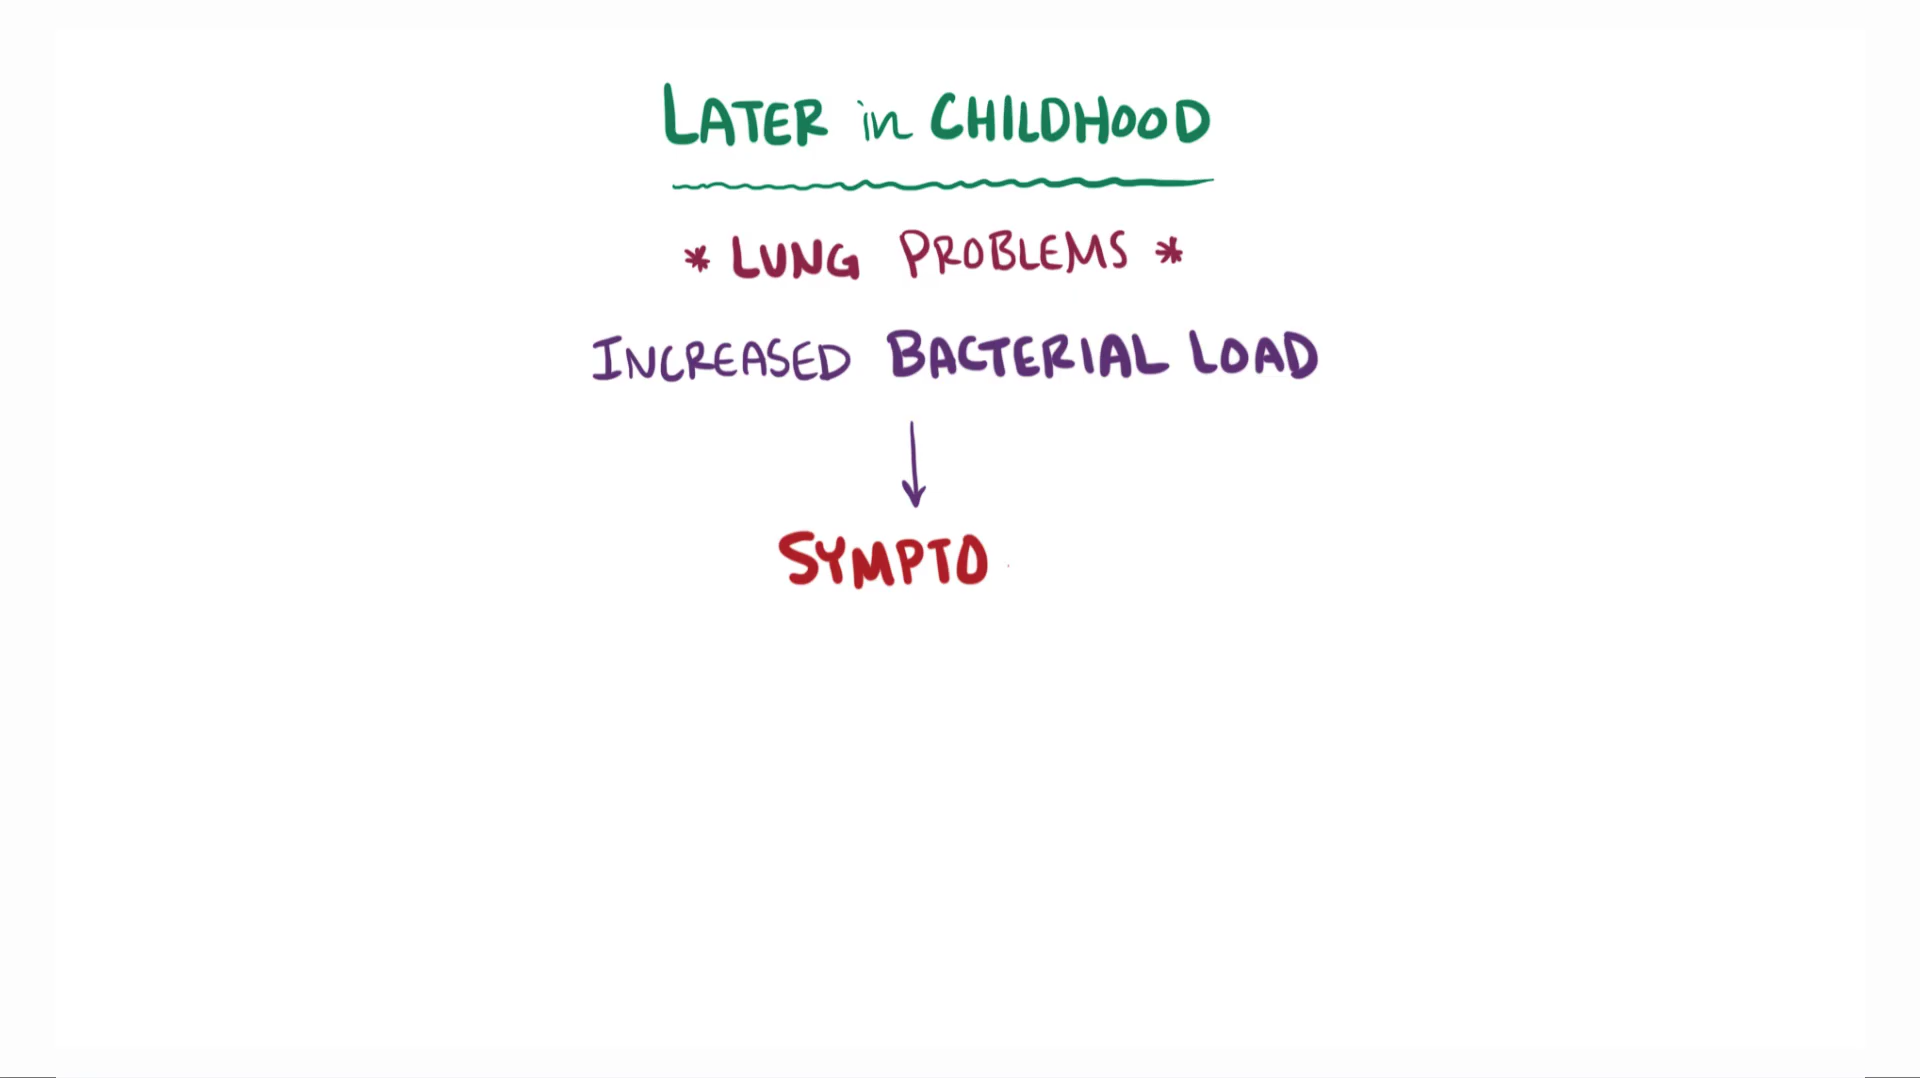 LATER in CHILDHOOD
* LUNG PROBLEMS *
INCREASED BACTERIAL LOAD
SYMPTO